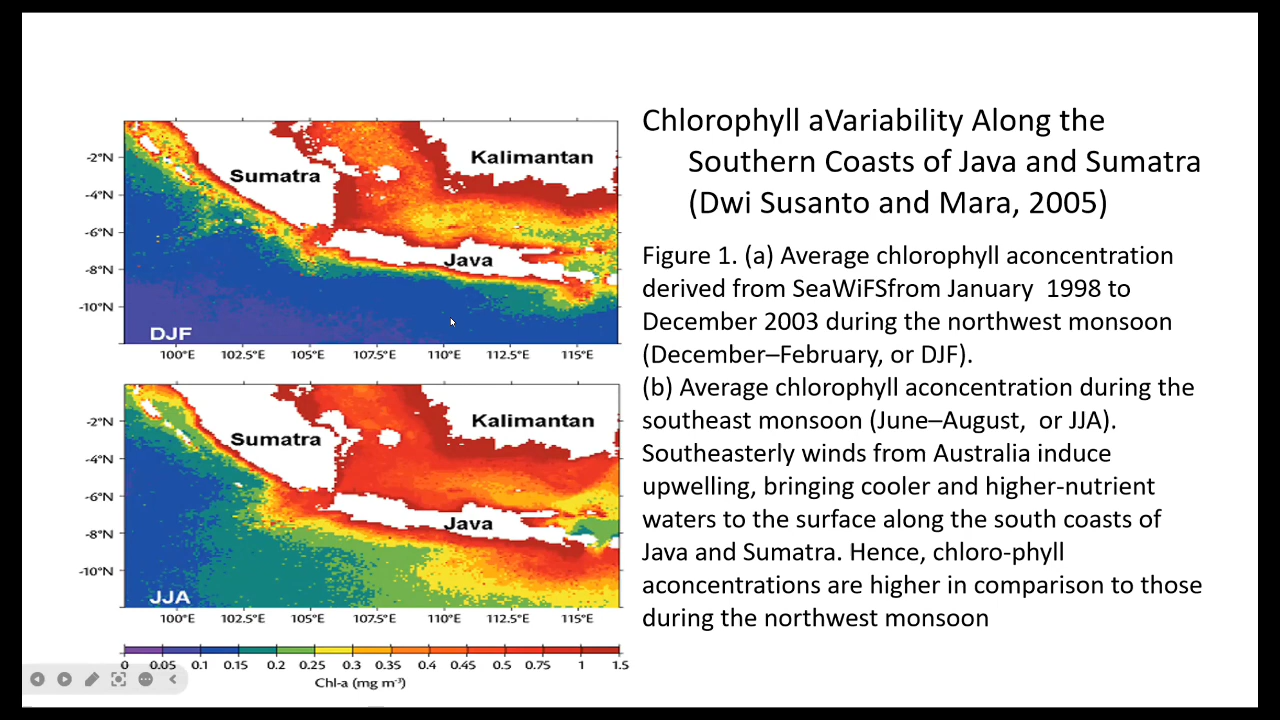 Chlorophyll aVariability Along the
Southern Coasts of Java and Sumatra
(Dwi Susanto and Mara, 2005)
Figure 1. (a) Average chlorophyll aconcentration
derived from SeaWiFSfrom January 1998 to
December 2003 during the northwest monsoon
(December–February, or DJF).
(b) Average chlorophyll aconcentration during the
southeast monsoon (June–August, or JJA).
Southeasterly winds from Australia induce
upwelling, bringing cooler and higher-nutrient
waters to the surface along the south coasts of
Java and Sumatra. Hence, chloro-phyll
aconcentrations are higher in comparison to those
during the northwest monsoon
-2°N
-4°N
-6°N
-8°N
-10°N
Sumatra
Kalimantan
Java
DJF
100°E 102.5°E 105°E 107.5°E 110°E 112.5°E 115°E
-2°N
-4°N
-6°N
-8°N
-10°N
Sumatra
Kalimantan
Java
JJA
100°E 102.5°E 105°E 107.5°E 110°E 112.5°E 115°E
0 0.05 0.1 0.15 0.2 0.25 0.3 0.35 0.4 0.45 0.5 0.75 1 1.5
Chl-a (mg m⁻³)